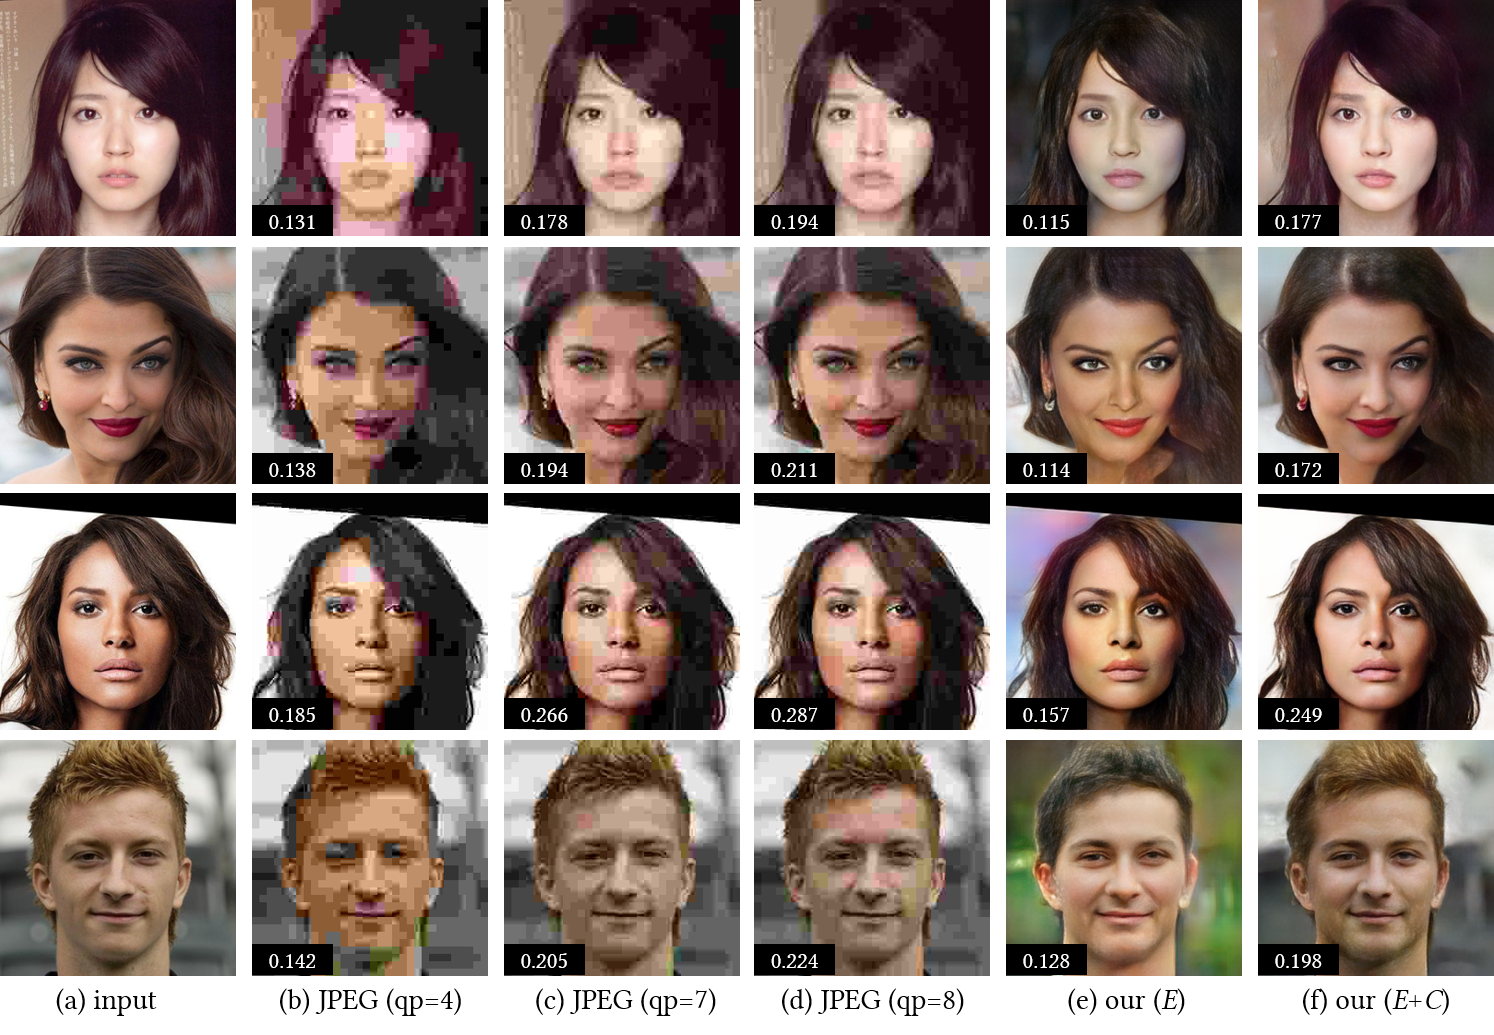 0.131 0.178 0.194 0.115 0.177
0.138 0.194 0.211 0.114 0.172
0.185 0.266 0.287 0.157 0.249
0.142 0.205 0.224 0.128 0.198
(a) input (b) JPEG (qp=4) (c) JPEG (qp=7) (d) JPEG (qp=8) (e) our (E) (f) our (E+C)